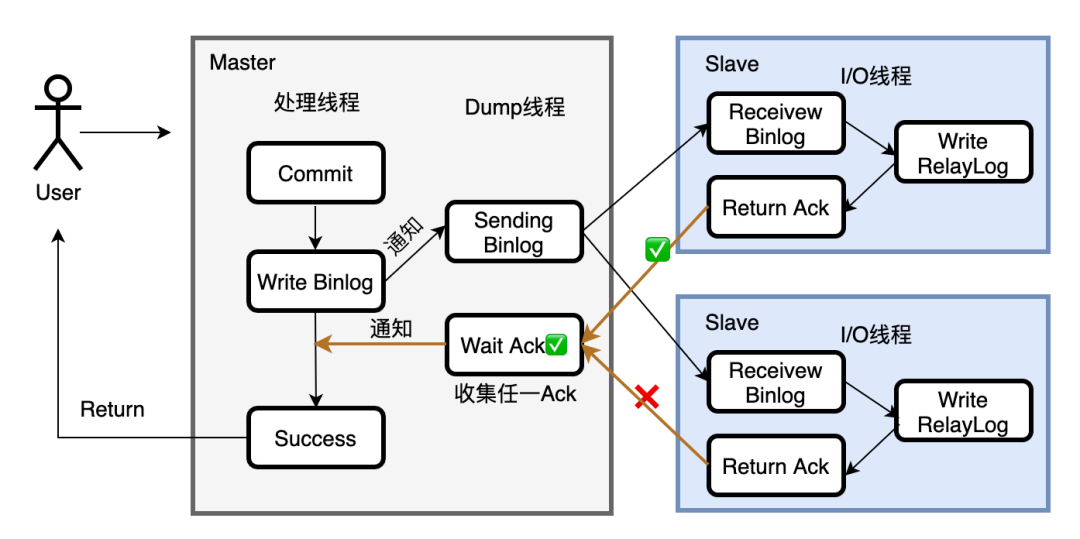 Master
处理线程
Dump线程
User
Commit
通知
Sending
Binlog
Write Binlog
通知
Wait Ack✅
收集任一Ack
Return
Success
Slave
I/O线程
Receivew
Binlog
Write
RelayLog
Return Ack
Slave
I/O线程
Receivew
Binlog
Write
RelayLog
Return Ack